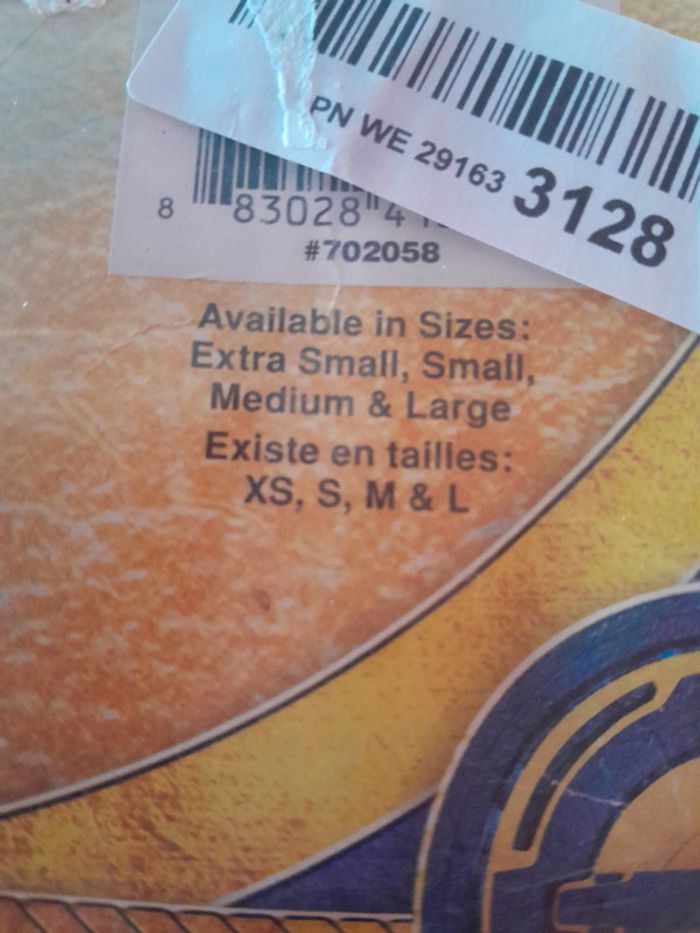 PN WE 29163 3128
8 83028 4
#702058
Available in Sizes:
Extra Small, Small,
Medium & Large
Existe en tailles:
XS, S, M & L